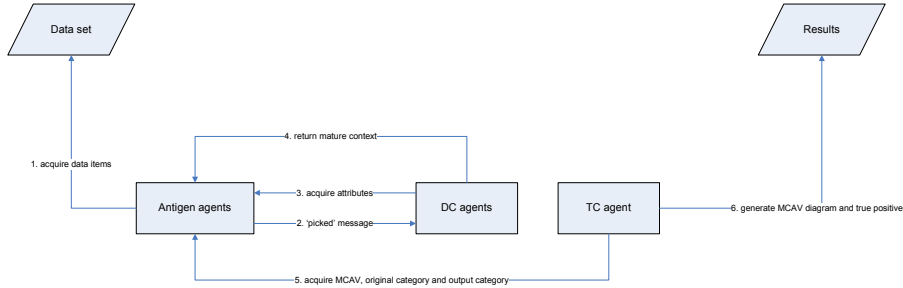 Data set
Results
4. return mature context
1. acquire data items
Antigen agents
3. acquire attributes
2. 'picked' message
DC agents
TC agent
6. generate MCAV diagram and true positive
5. acquire MCAV, original category and output category